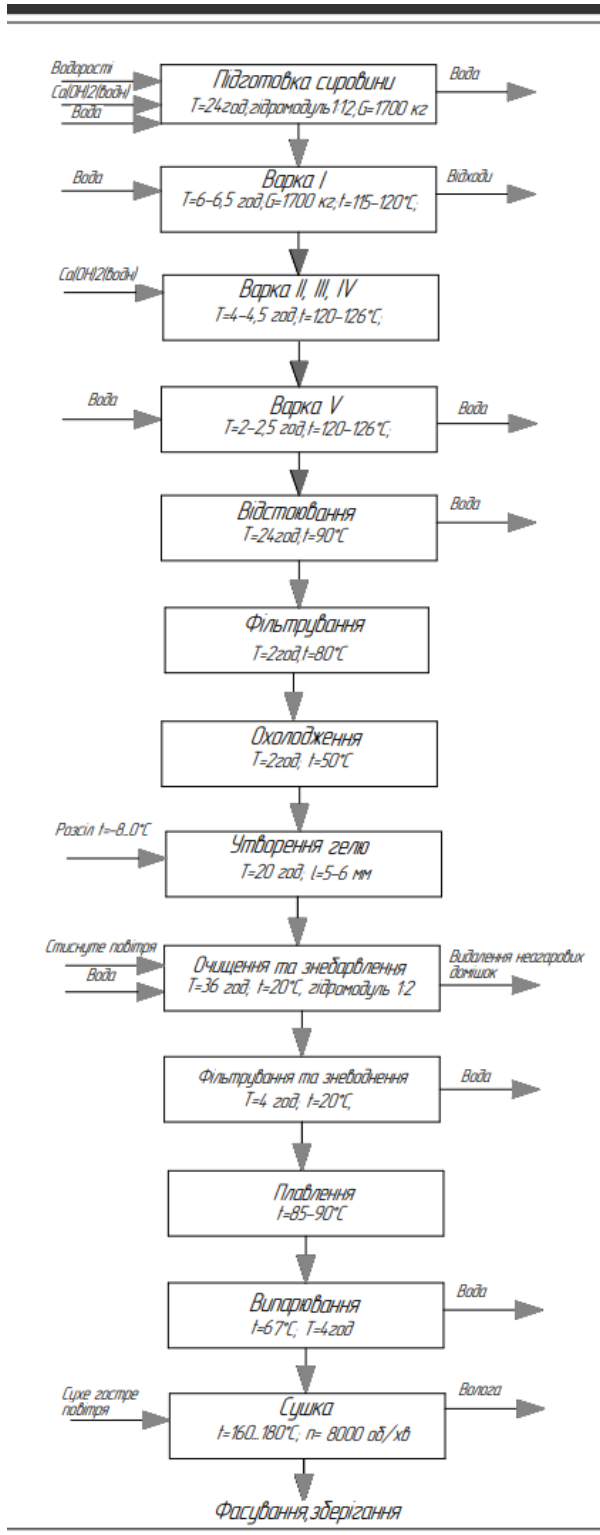 Водорості
Ca(OH)2(водн)
Вода
Підготовка сировини
T=24год,гідромодуль1:12,G=1700 кг
Вода
Вода
Варка I
T=6-6,5 год,G=1700 кг,t=115-120°C;
Відходи
Ca(OH)2(водн)
Варка II, III, IV
T=4-4,5 год,t=120-126°C;
Вода
Варка V
T=2-2,5 год,t=120-126°C;
Вода
Відстоювання
T=24год,t=90°C
Вода
Фільтрування
T=2год,t=80°C
Охолодження
T=2год; t=50°C
Розсіл t=-8..0°C
Утворення гелю
T=20 год; l=5-6 мм
Стиснуте повітря
Вода
Очищення та знебарвлення
T=36 год; t=20°C, гідромодуль 1:2
Видалення неагарових
домішок
Фільтрування та зневоднення
T=4 год; t=20°C;
Вода
Плавлення
t=85-90°C
Випарювання
t=67°C; T=4год
Вода
Сухе гостре
повітря
Сушка
t=160...180°C; n= 8000 об/хв
Волога
Фасування,зберігання